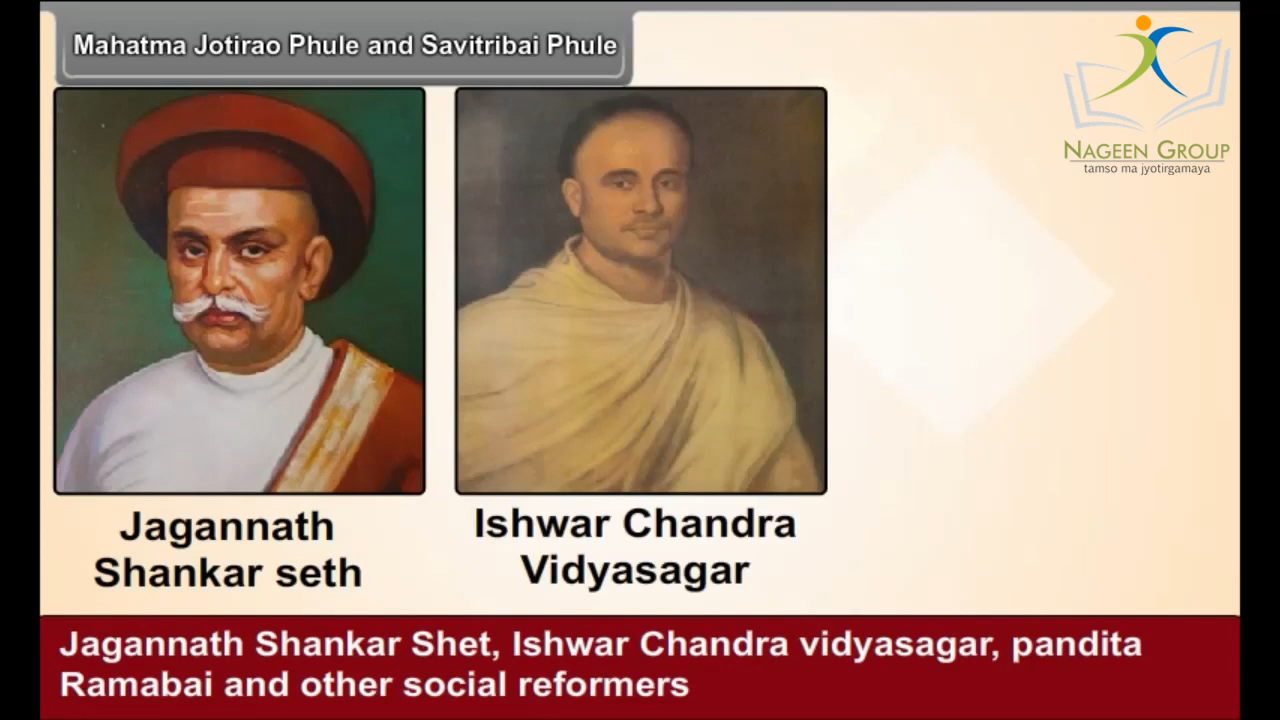 Mahatma Jotirao Phule and Savitribai Phule
NAGEEN GROUP
tamso ma jyotirgamaya
Jagannath
Shankar seth
Ishwar Chandra
Vidyasagar
Jagannath Shankar Shet, Ishwar Chandra vidyasagar, pandita
Ramabai and other social reformers